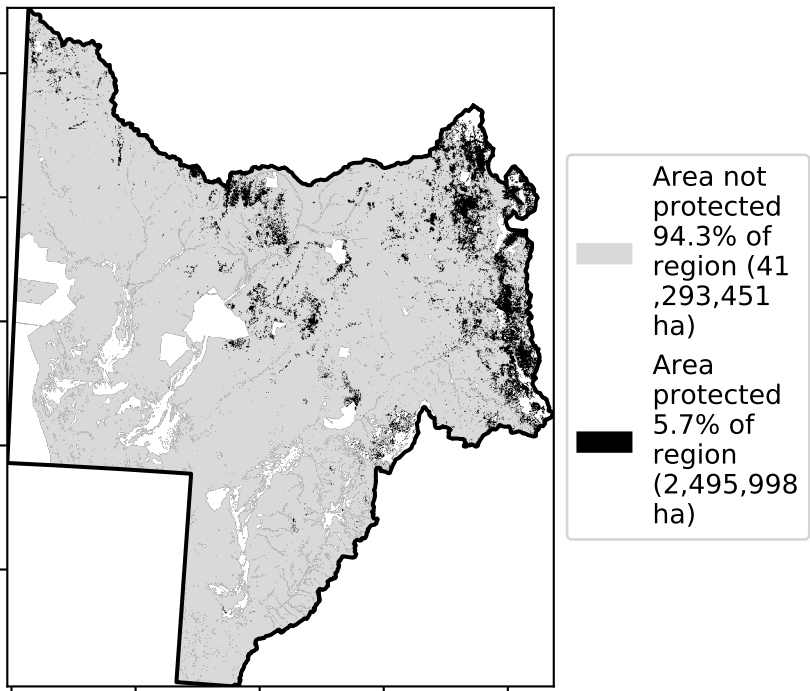 Area not
protected
94.3% of
region (41
,293,451
ha)
Area
protected
5.7% of
region
(2,495,998
ha)